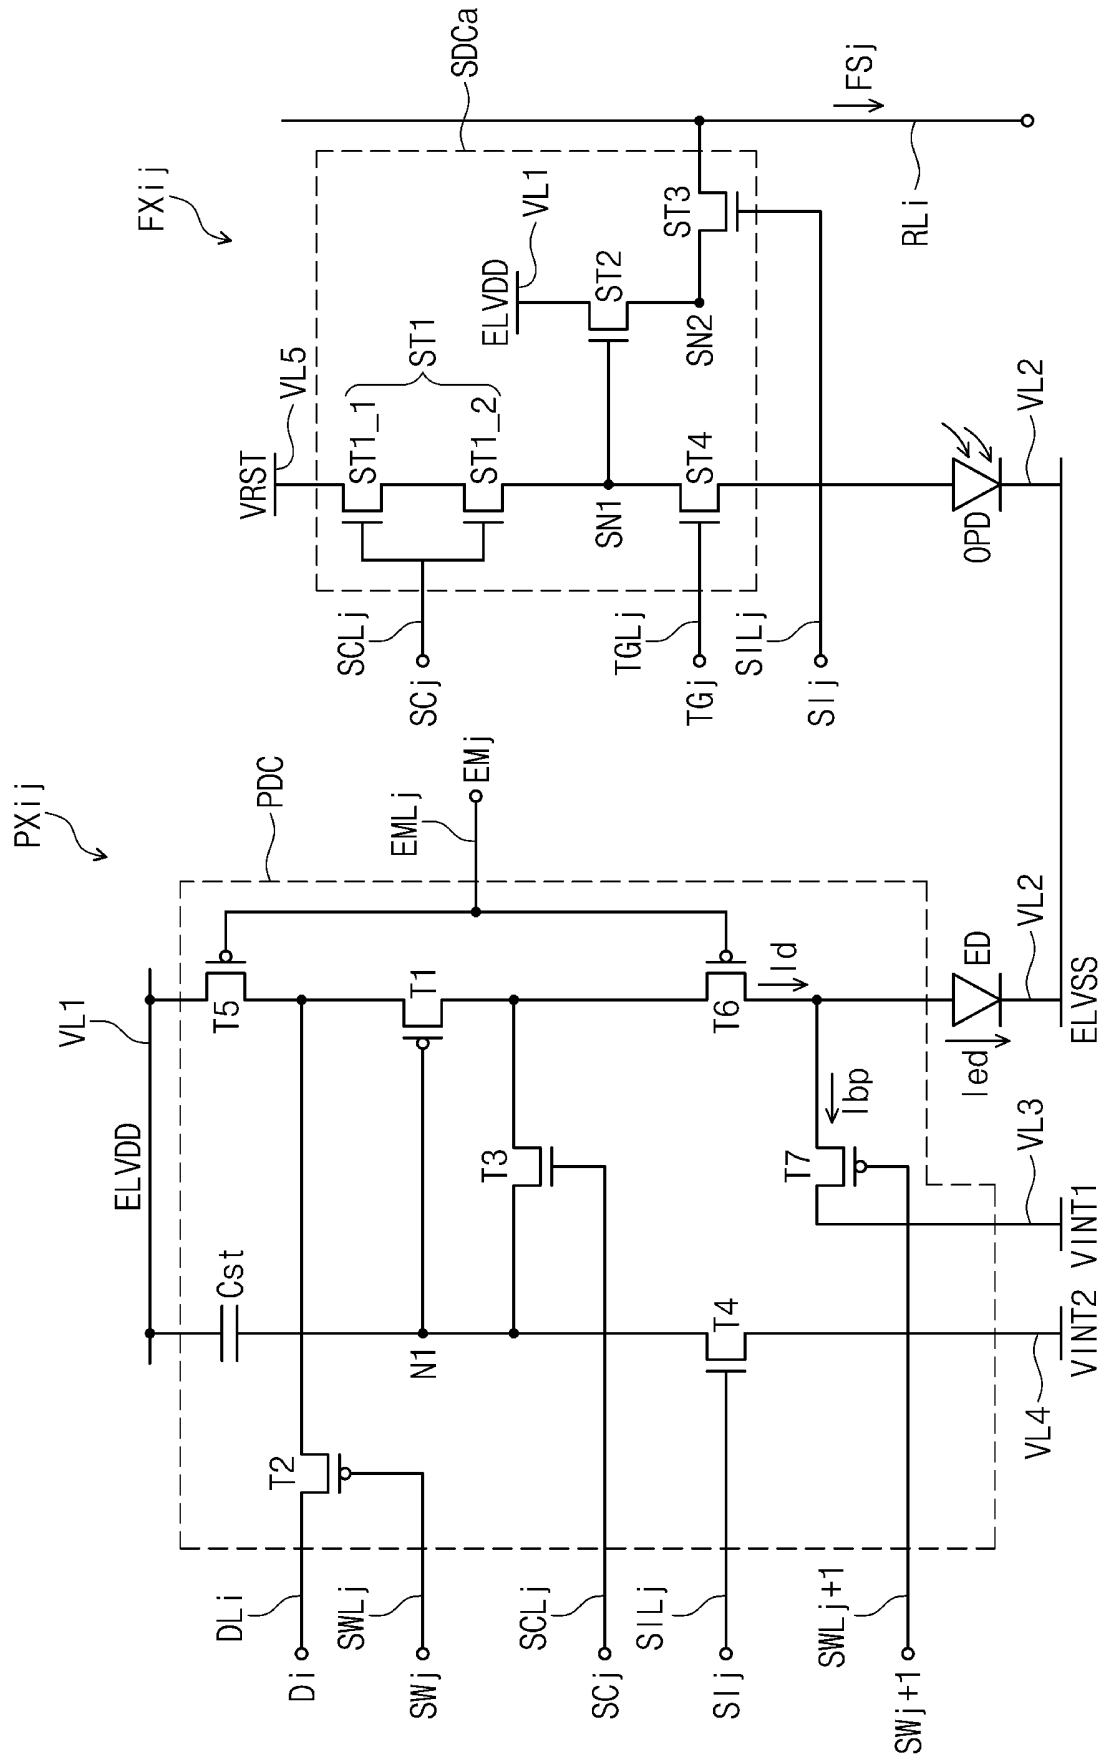 PXij
FXij
VL1
ELVDD
PDC
Cst
T5
DLi
Di
T2
SWLj
SWj
N1
T1
EMLj
EMj
SCLj
SCj
T3
SILj
SIj
T4
T6
Id
Ibp
T7
SWLj+1
SWj+1
ED
Ied
VL4
VINT2
VL3
VINT1
VL2
ELVSS
SDCa
VRST
VL5
ST1_1
ST1
ST1_2
SCLj
SCj
ELVDD
VL1
ST2
SN1
SN2
ST3
ST4
TGLj
TGj
SILj
SIj
OPD
VL2
RLi
FSj